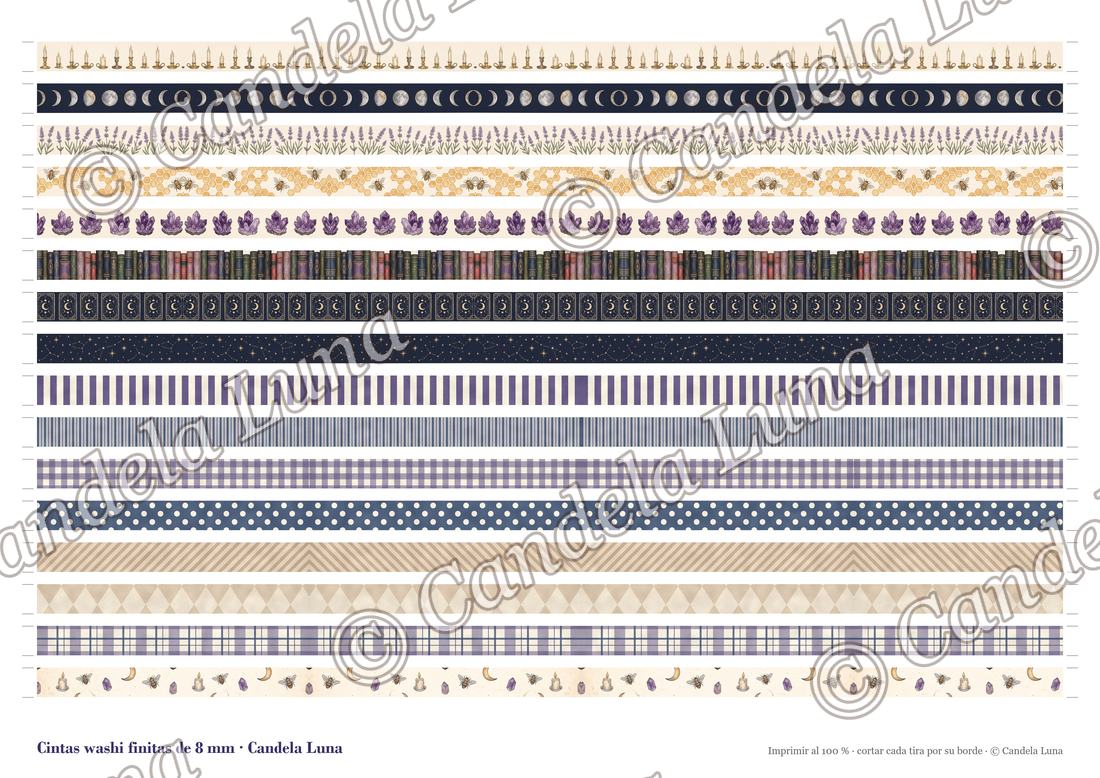 © Candela Luna
© Candela Luna
©
Candela Luna
© Candela Luna
© Candela
Cintas washi finitas de 8 mm · Candela Luna
Imprimir al 100 % · cortar cada tira por su borde · © Candela Luna